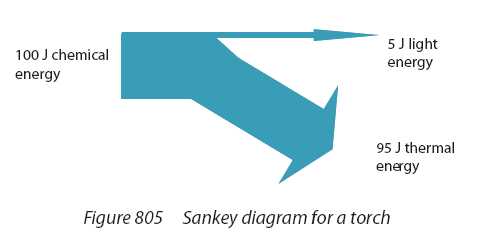 100 J chemical
energy
5 J light
energy
95 J thermal
energy
Figure 805 Sankey diagram for a torch